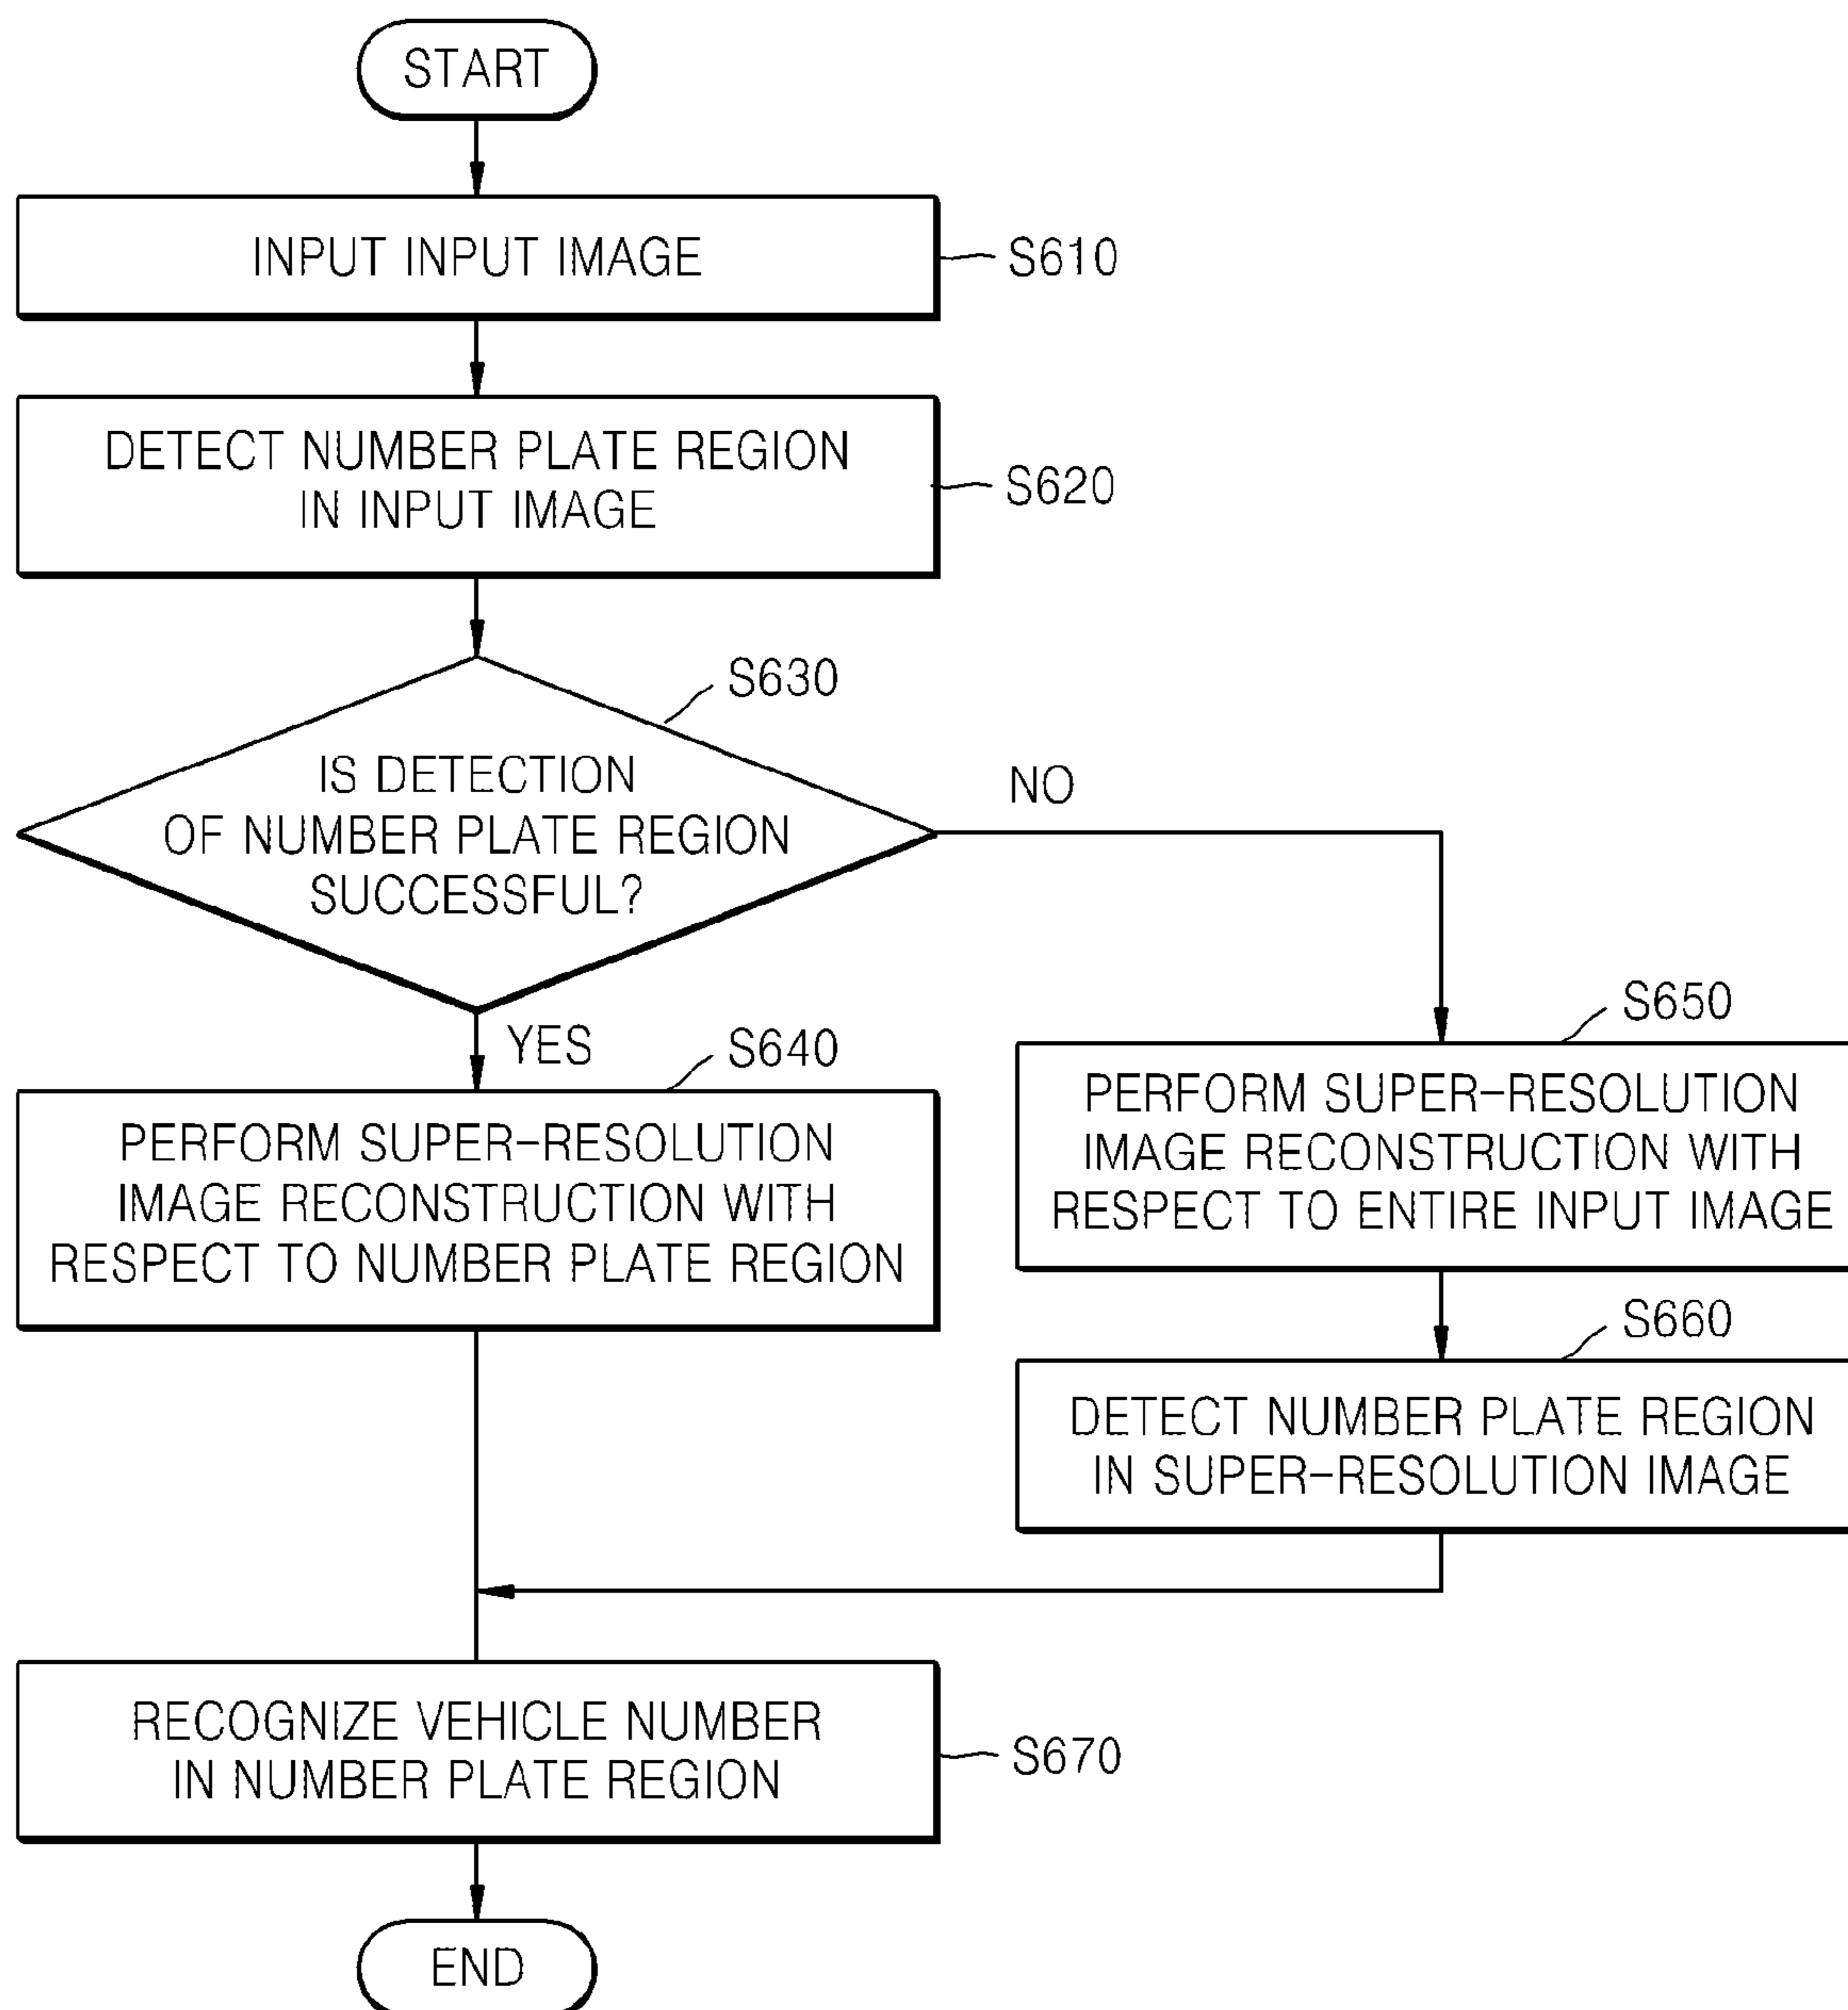 START
INPUT INPUT IMAGE
S610
DETECT NUMBER PLATE REGION
IN INPUT IMAGE
S620
S630
IS DETECTION
OF NUMBER PLATE REGION
SUCCESSFUL?
NO
YES
S640
PERFORM SUPER-RESOLUTION
IMAGE RECONSTRUCTION WITH
RESPECT TO NUMBER PLATE REGION
S650
PERFORM SUPER-RESOLUTION
IMAGE RECONSTRUCTION WITH
RESPECT TO ENTIRE INPUT IMAGE
S660
DETECT NUMBER PLATE REGION
IN SUPER-RESOLUTION IMAGE
RECOGNIZE VEHICLE NUMBER
IN NUMBER PLATE REGION
S670
END